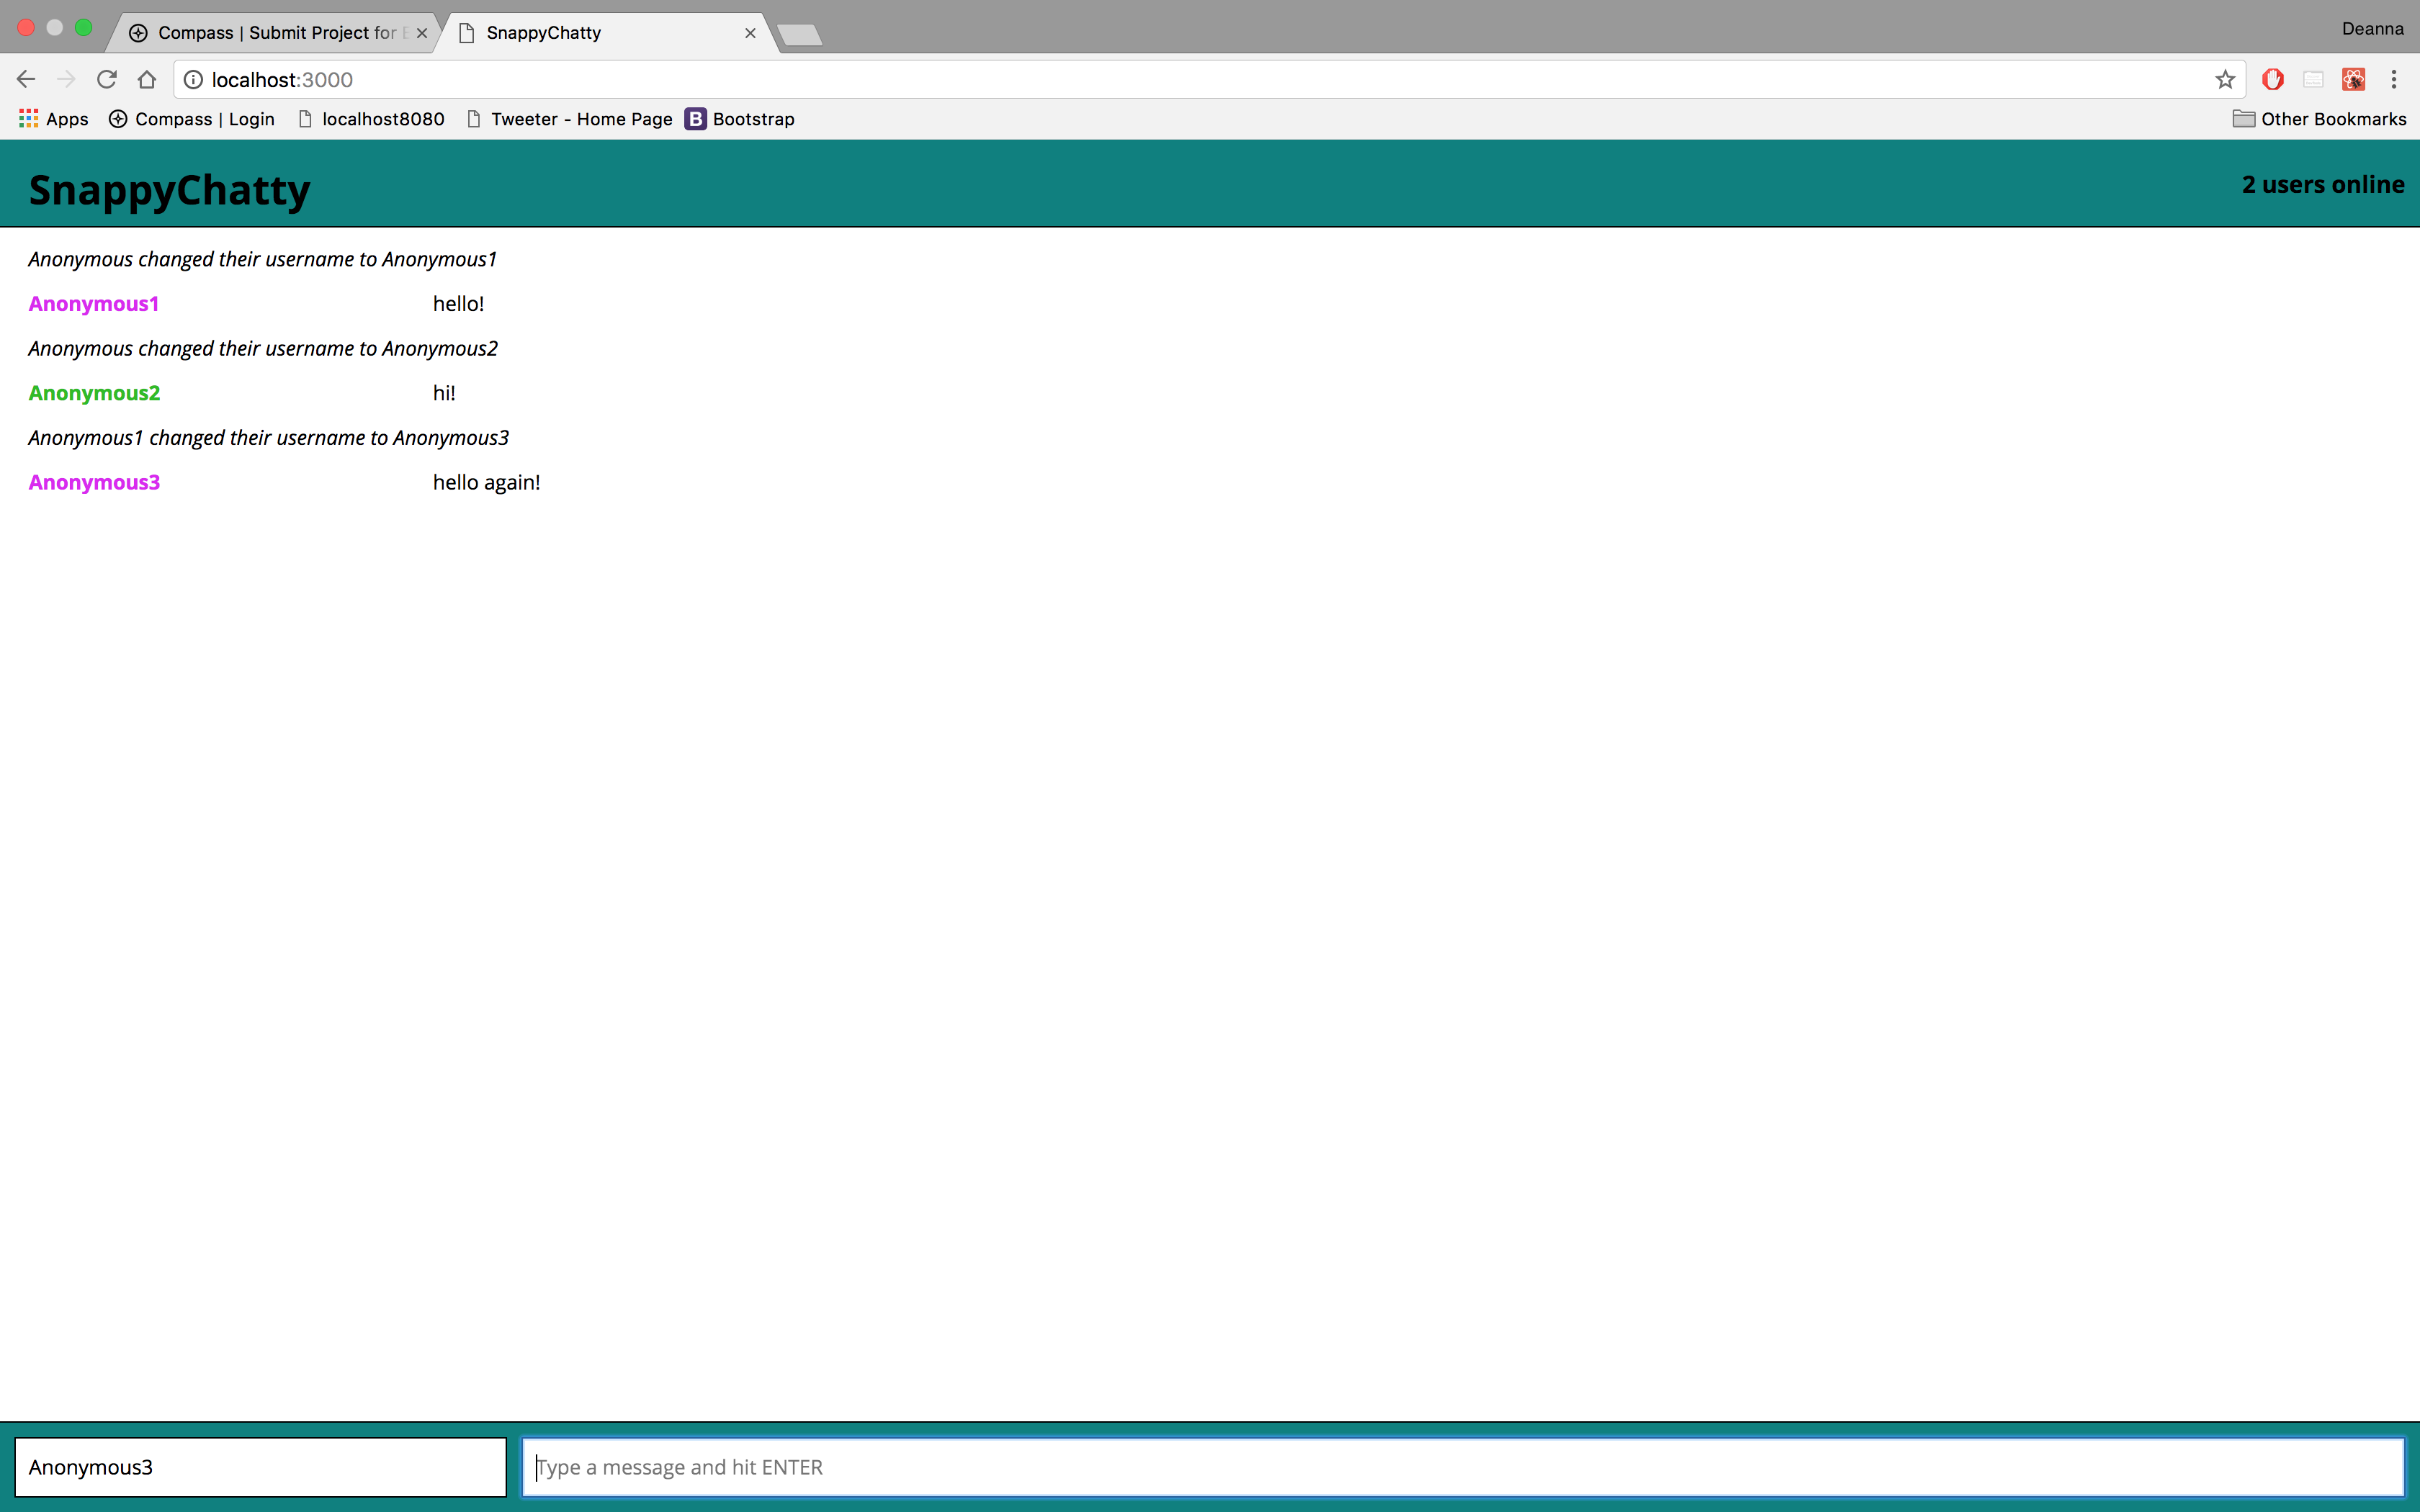 Compass | Submit Project for
SnappyChatty
Deanna
localhost:3000
Apps
Compass | Login
localhost8080
Tweeter - Home Page
B Bootstrap
Other Bookmarks
SnappyChatty
2 users online
Anonymous changed their username to Anonymous1
Anonymous1 hello!
Anonymous changed their username to Anonymous2
Anonymous2 hi!
Anonymous1 changed their username to Anonymous3
Anonymous3 hello again!
Anonymous3
Type a message and hit ENTER